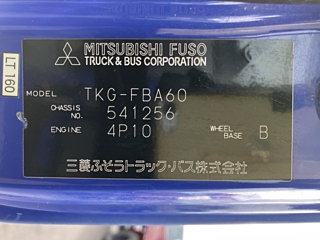 MITSUBISHI FUSO
TRUCK & BUS CORPORATION
LT160
MODEL TKG-FBA60
CHASSIS NO. 541256
ENGINE 4P10 WHEEL BASE B
三菱ふそうトラック・バス株式会社